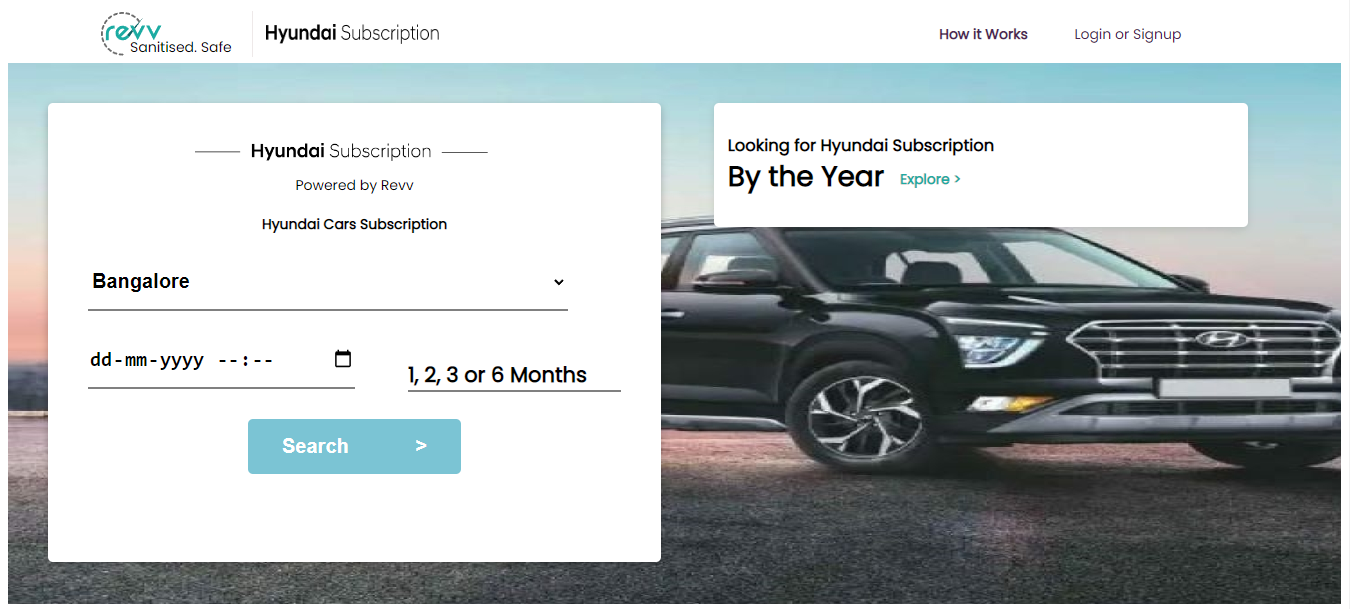 revv
Sanitised. Safe
Hyundai Subscription
How it Works
Login or Signup
Hyundai Subscription
Powered by Revv
Hyundai Cars Subscription
Bangalore
dd-mm-yyyy --:--
1, 2, 3 or 6 Months
Search >
Looking for Hyundai Subscription
By the Year Explore >